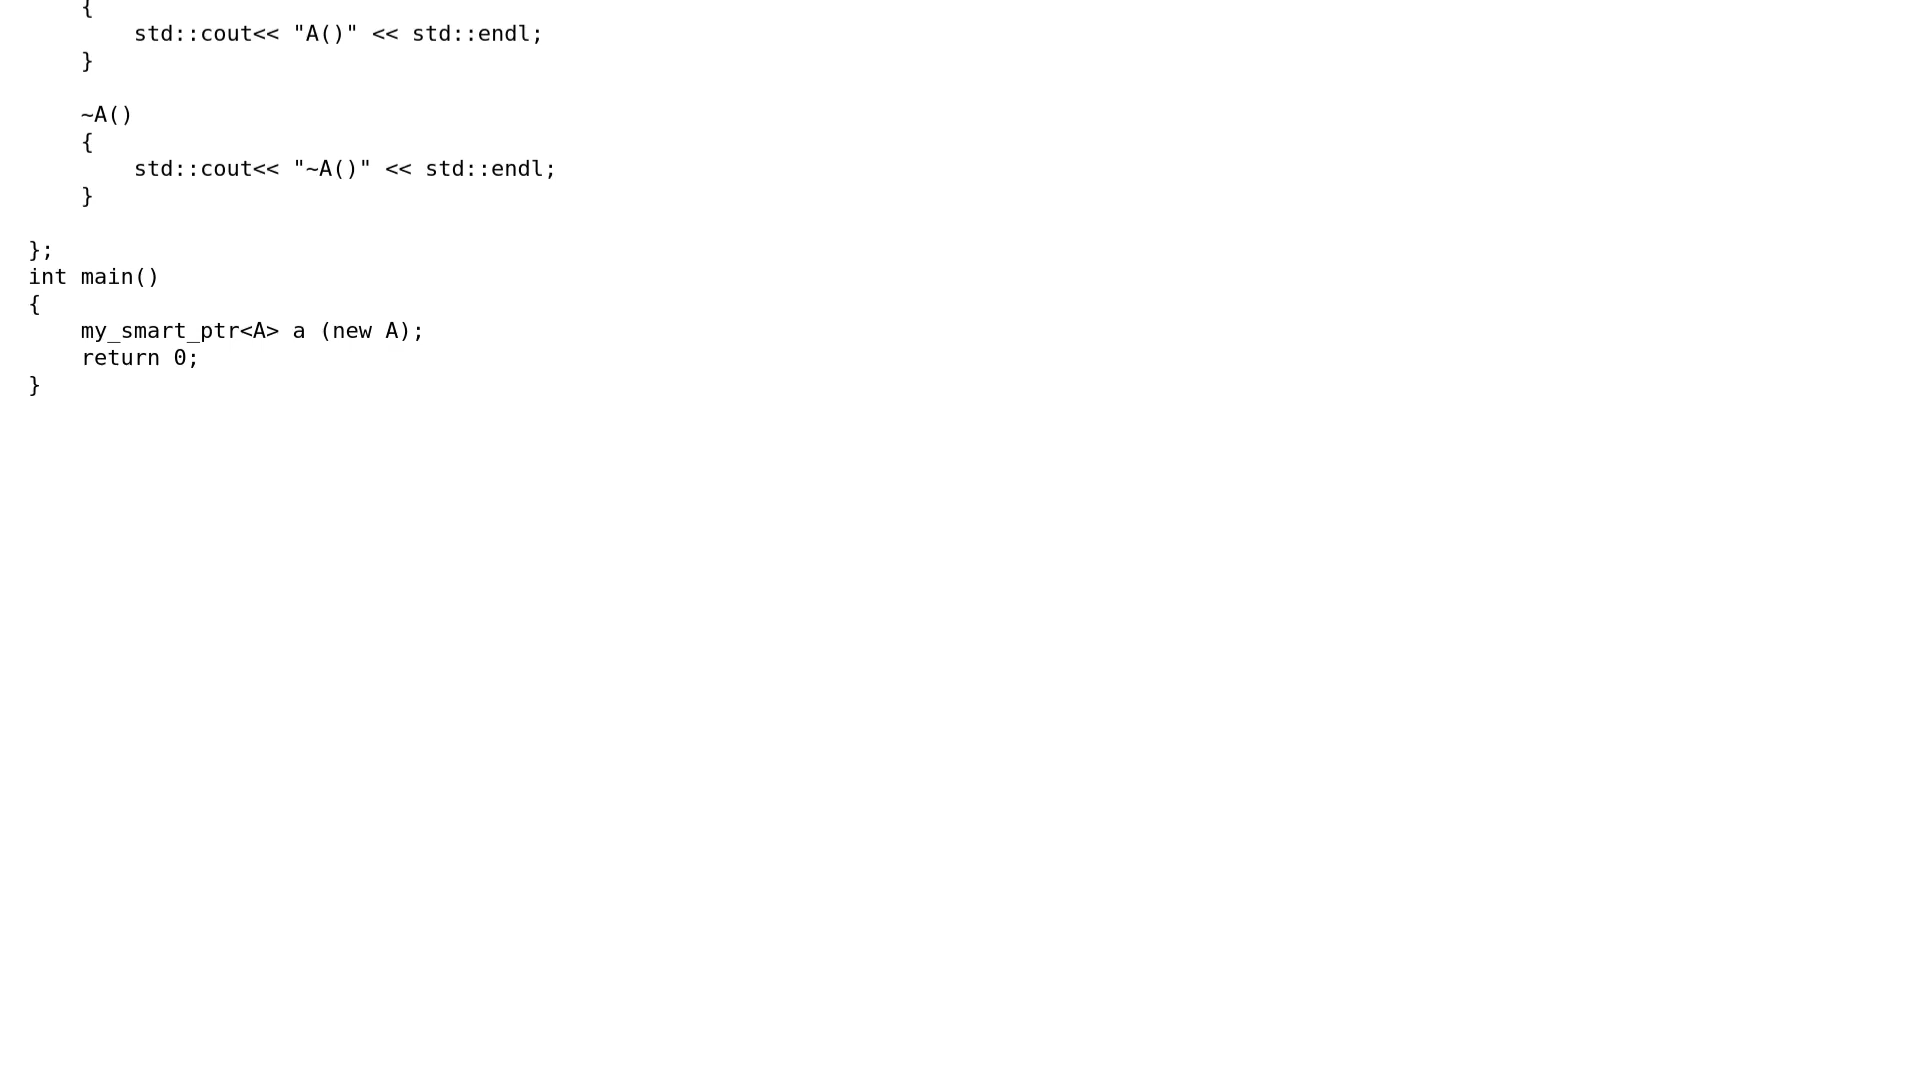 {
std::cout<< "A()" << std::endl;
}
~A()
{
std::cout<< "~A()" << std::endl;
}
};
int main()
{
my_smart_ptr<A> a (new A);
return 0;
}